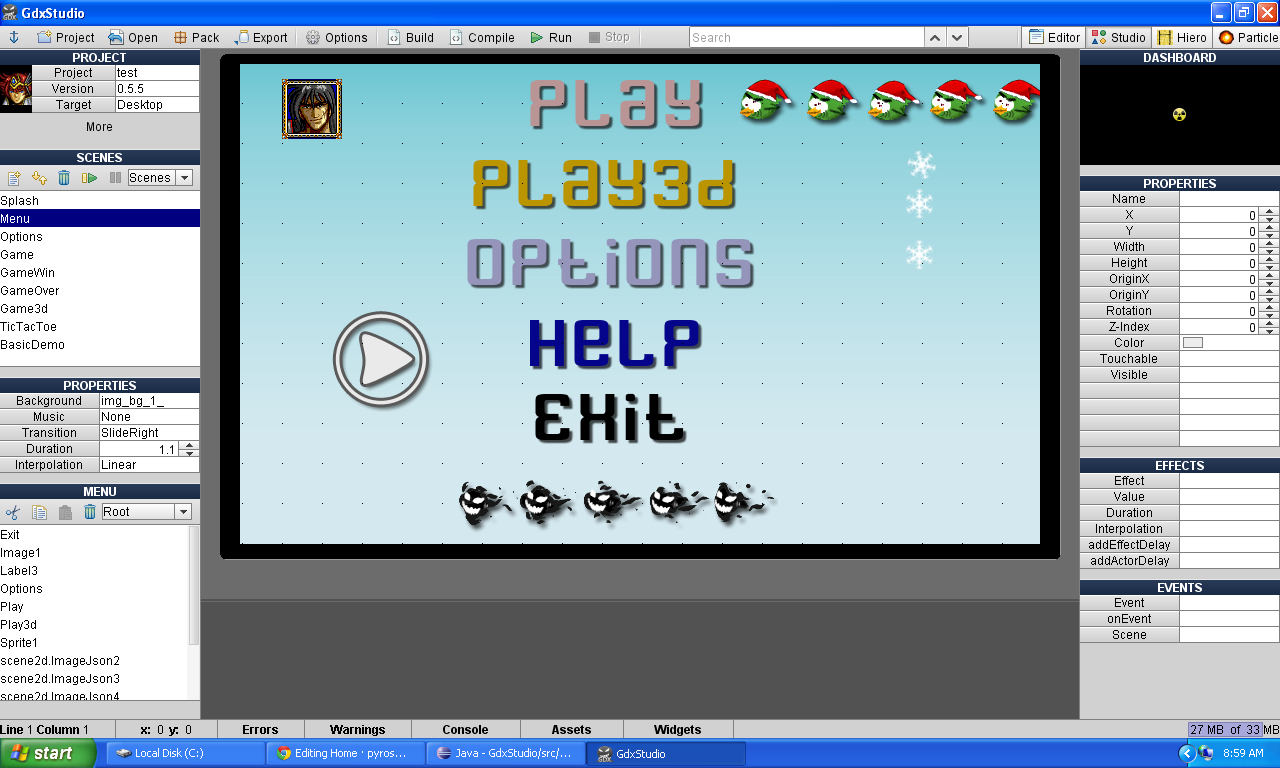 GdxStudio
Project Open Pack Export Options Build Compile Run Stop Search Editor Studio Hiero Particle
PROJECT
Project test
Version 0.5.5
Target Desktop
More
SCENES
Scenes
Splash
Menu
Options
Game
GameWin
GameOver
Game3d
TicTacToe
BasicDemo
PROPERTIES
Background img_bg_1_
Music None
Transition SlideRight
Duration 1.1
Interpolation Linear
MENU
Root
Exit
Image1
Label3
Options
Play
Play3d
Sprite1
scene2d.ImageJson2
scene2d.ImageJson3
scene2d.ImageJson4
Play
Play3d
Options
Help
Exit
DASHBOARD
PROPERTIES
Name
X 0
Y 0
Width 0
Height 0
OriginX 0
OriginY 0
Rotation 0
Z-Index 0
Color
Touchable
Visible
EFFECTS
Effect
Value
Duration
Interpolation
addEffectDelay
addActorDelay
EVENTS
Event
onEvent
Scene
Line 1 Column 1 x: 0 y: 0 Errors Warnings Console Assets Widgets 27 MB of 33 MB
start Local Disk (C:) Editing Home · pyros... Java - GdxStudio/src/... GdxStudio 8:59 AM